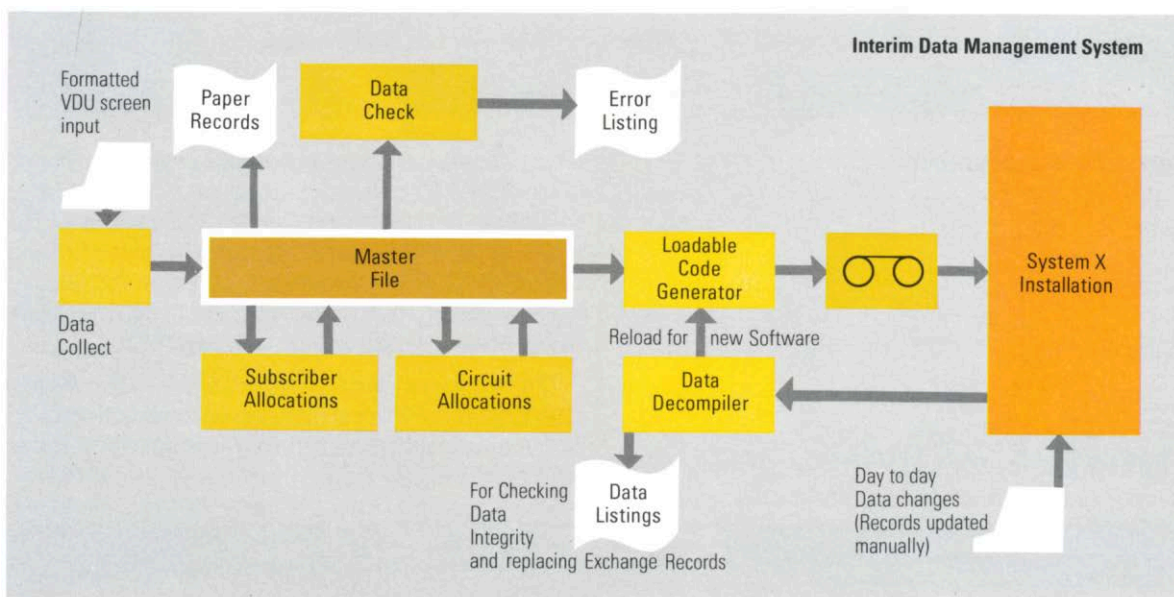 Interim Data Management System
Formatted
VDU screen
input
Paper
Records
Data
Check
Error
Listing
Data
Collect
Master
File
Loadable
Code
Generator
System X
Installation
Subscriber
Allocations
Circuit
Allocations
Reload for new Software
Data
Decompiler
For Checking
Data
Integrity
and replacing Exchange Records
Data
Listings
Day to day
Data changes
(Records updated
manually)